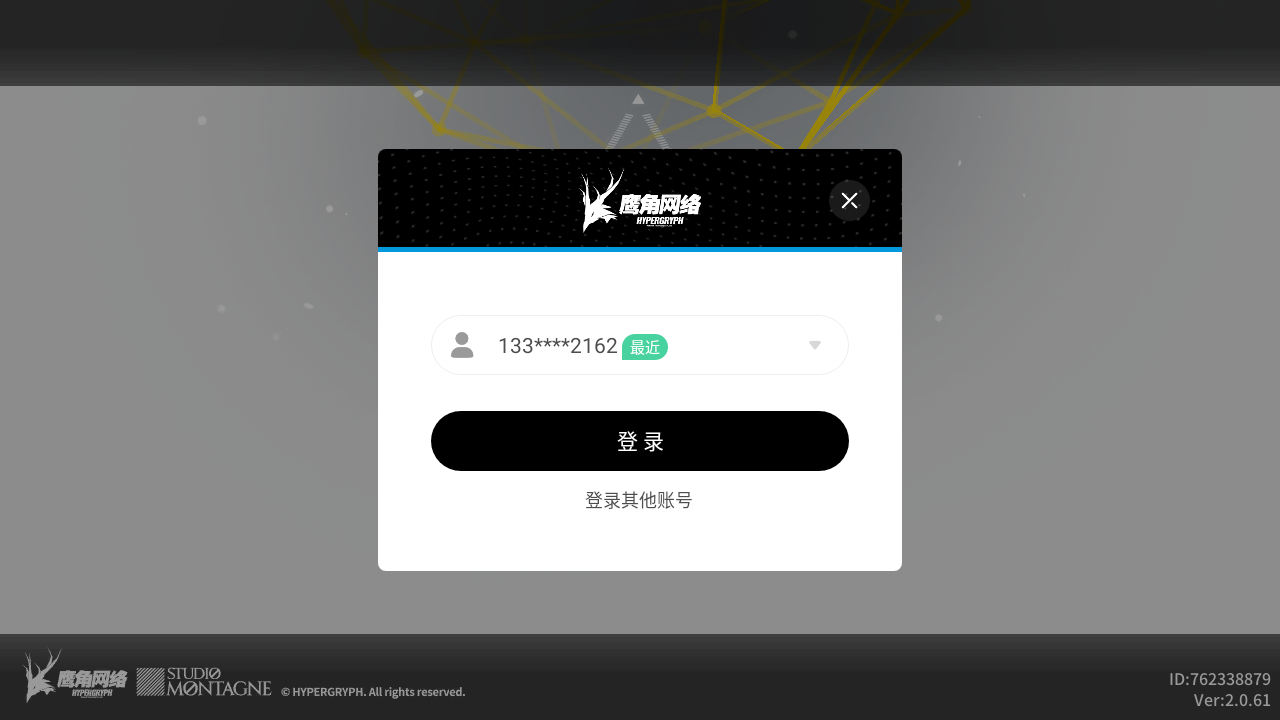 鹰角网络
HYPERGRYPH
133****2162 最近
登录
登录其他账号
鹰角网络
HYPERGRYPH
STUDIO
MONTAGNE
© HYPERGRYPH. All rights reserved.
ID:762338879
Ver:2.0.61